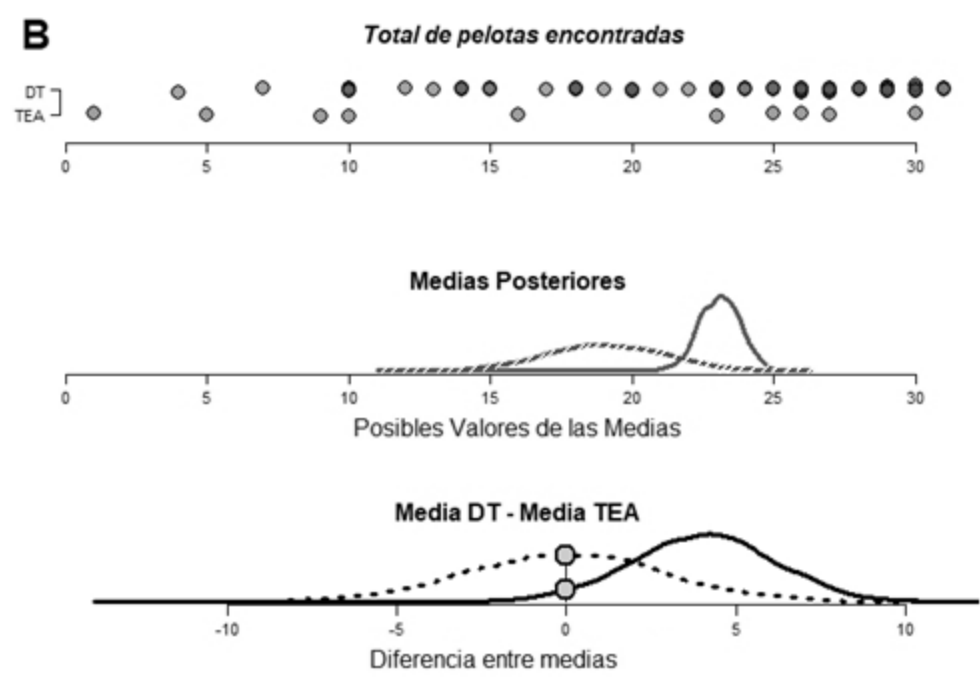 B
Total de pelotas encontradas
DT
TEA
0 5 10 15 20 25 30
Medias Posteriores
0 5 10 15 20 25 30
Posibles Valores de las Medias
Media DT - Media TEA
-10 -5 0 5 10
Diferencia entre medias